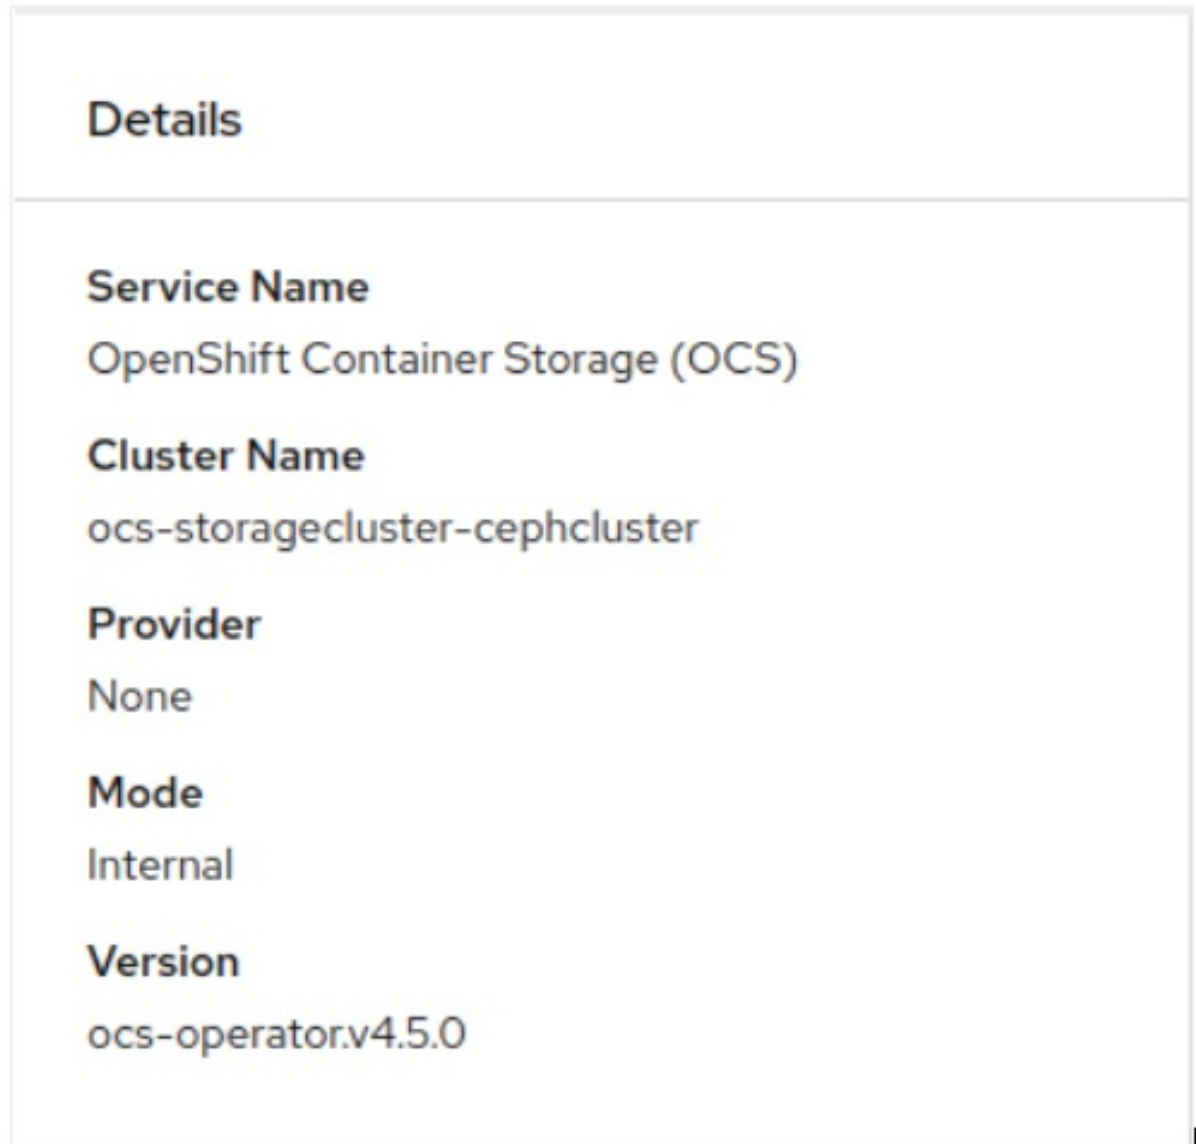 Details
Service Name
OpenShift Container Storage (OCS)
Cluster Name
ocs-storagecluster-cephcluster
Provider
None
Mode
Internal
Version
ocs-operator.v4.5.0